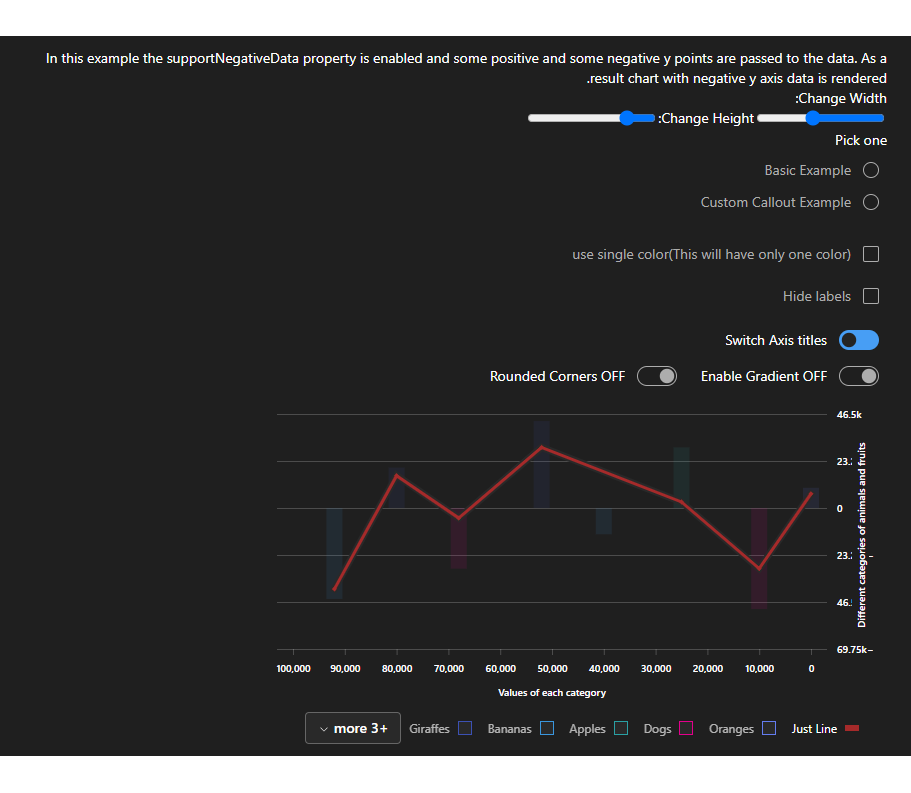 In this example the supportNegativeData property is enabled and some positive and some negative y points are passed to the data. As a
.result chart with negative y axis data is rendered
:Change Width
:Change Height
Pick one
Basic Example
Custom Callout Example
use single color(This will have only one color)
Hide labels
Switch Axis titles
Enable Gradient OFF
Rounded Corners OFF
46.5k
23.
0
23.
46.
69.75k–
Different categories of animals and fruits
100,000 90,000 80,000 70,000 60,000 50,000 40,000 30,000 20,000 10,000 0
Values of each category
more 3+ Giraffes Bananas Apples Dogs Oranges Just Line